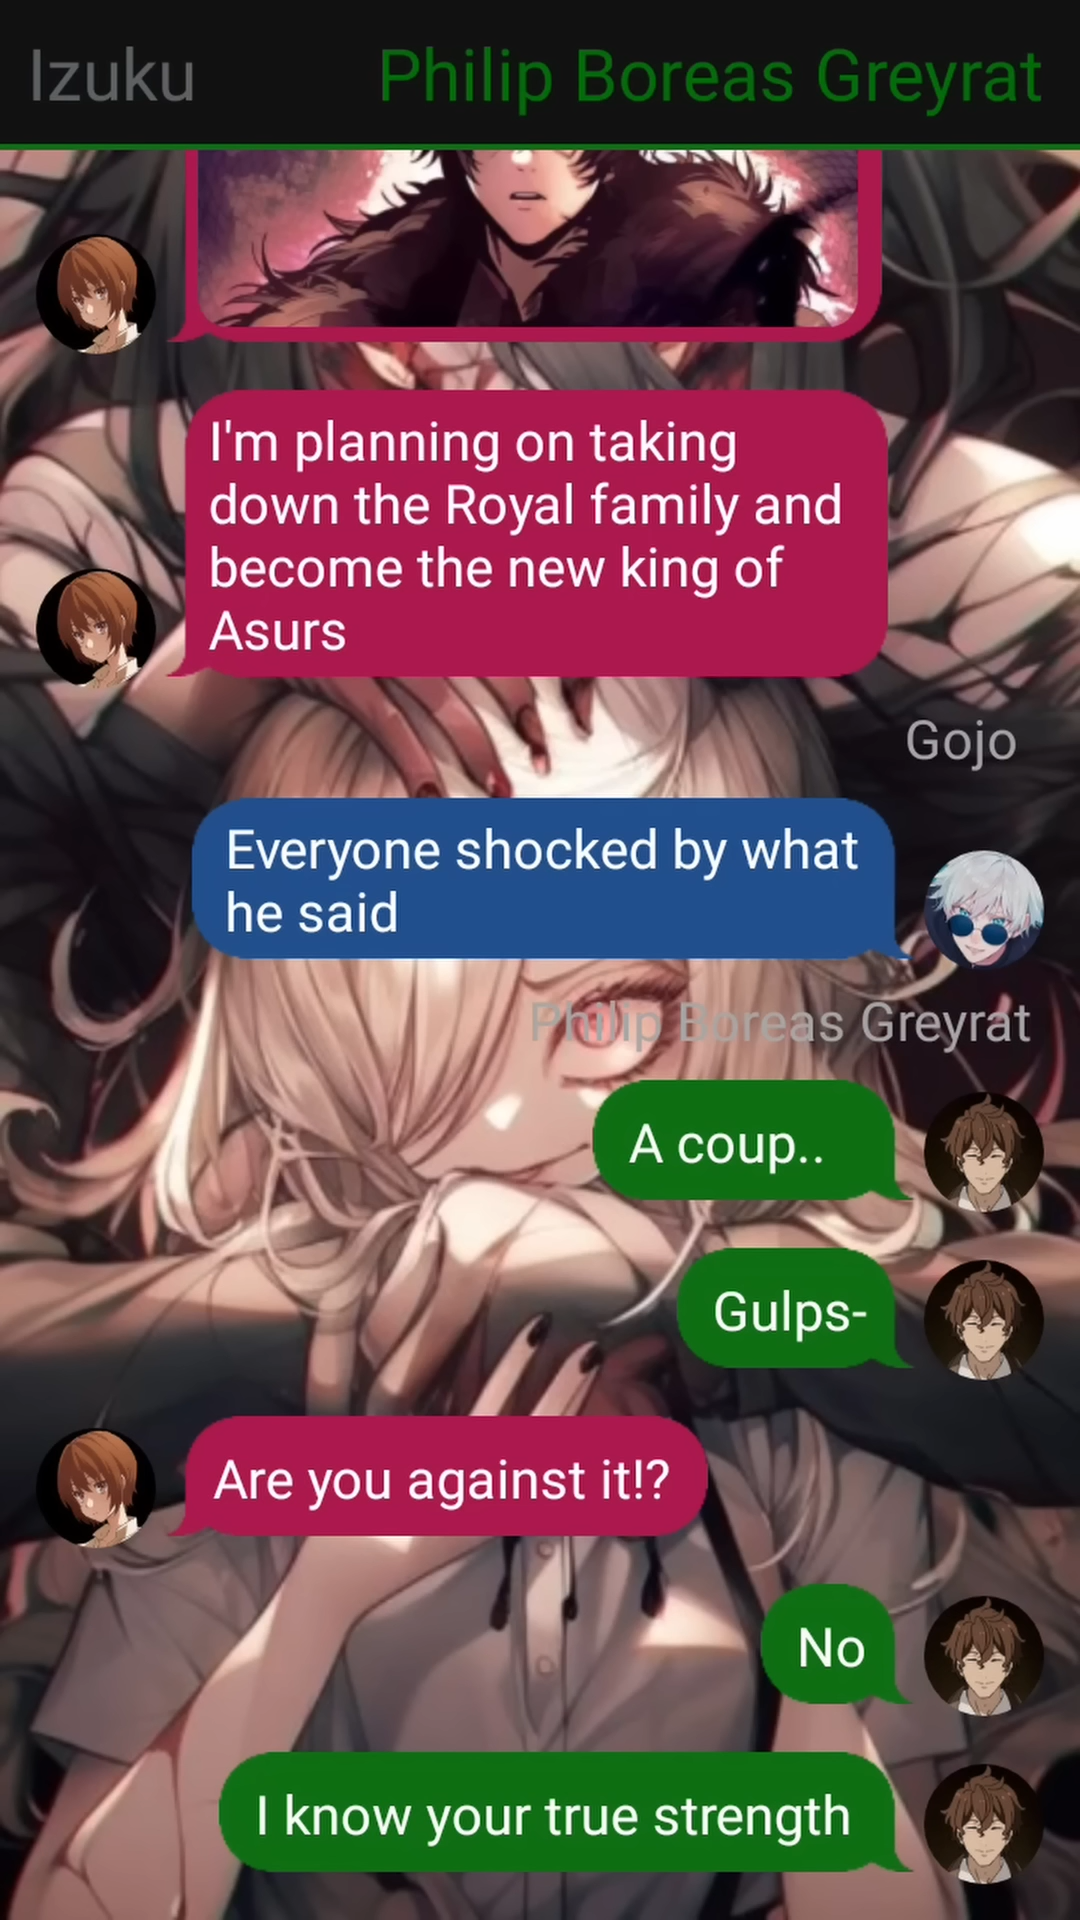 Izuku
Philip Boreas Greyrat
I'm planning on taking
down the Royal family and
become the new king of
Asurs
Gojo
Everyone shocked by what
he said
Philip Boreas Greyrat
A coup..
Gulps-
Are you against it!?
No
I know your true strength